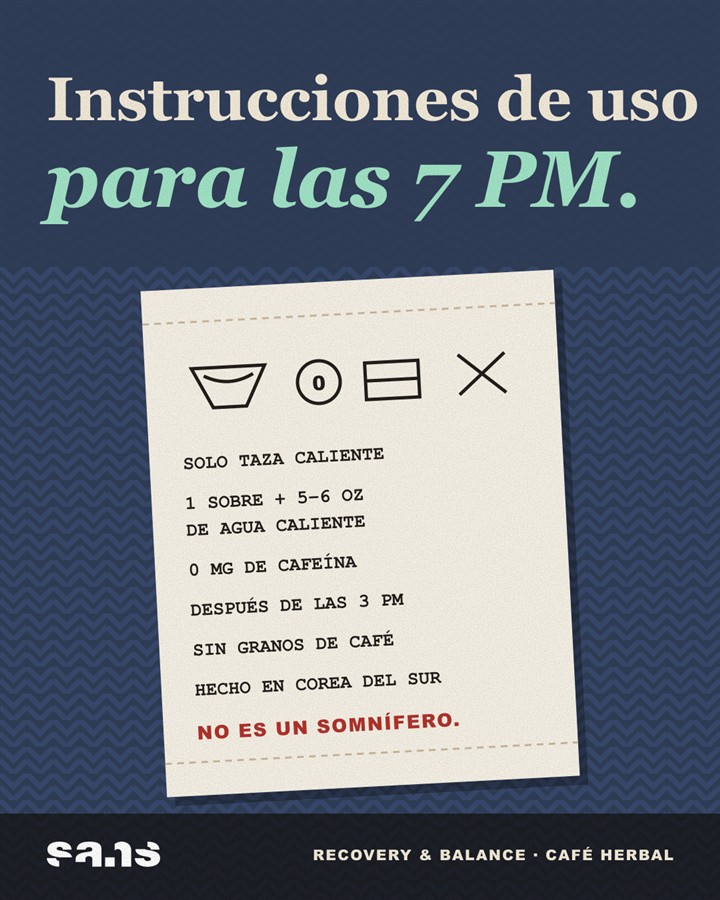 Instrucciones de uso
para las 7 PM.
0
SOLO TAZA CALIENTE
1 SOBRE + 5–6 OZ
DE AGUA CALIENTE
0 MG DE CAFEÍNA
DESPUÉS DE LAS 3 PM
SIN GRANOS DE CAFÉ
HECHO EN COREA DEL SUR
NO ES UN SOMNÍFERO.
sans
RECOVERY & BALANCE · CAFÉ HERBAL